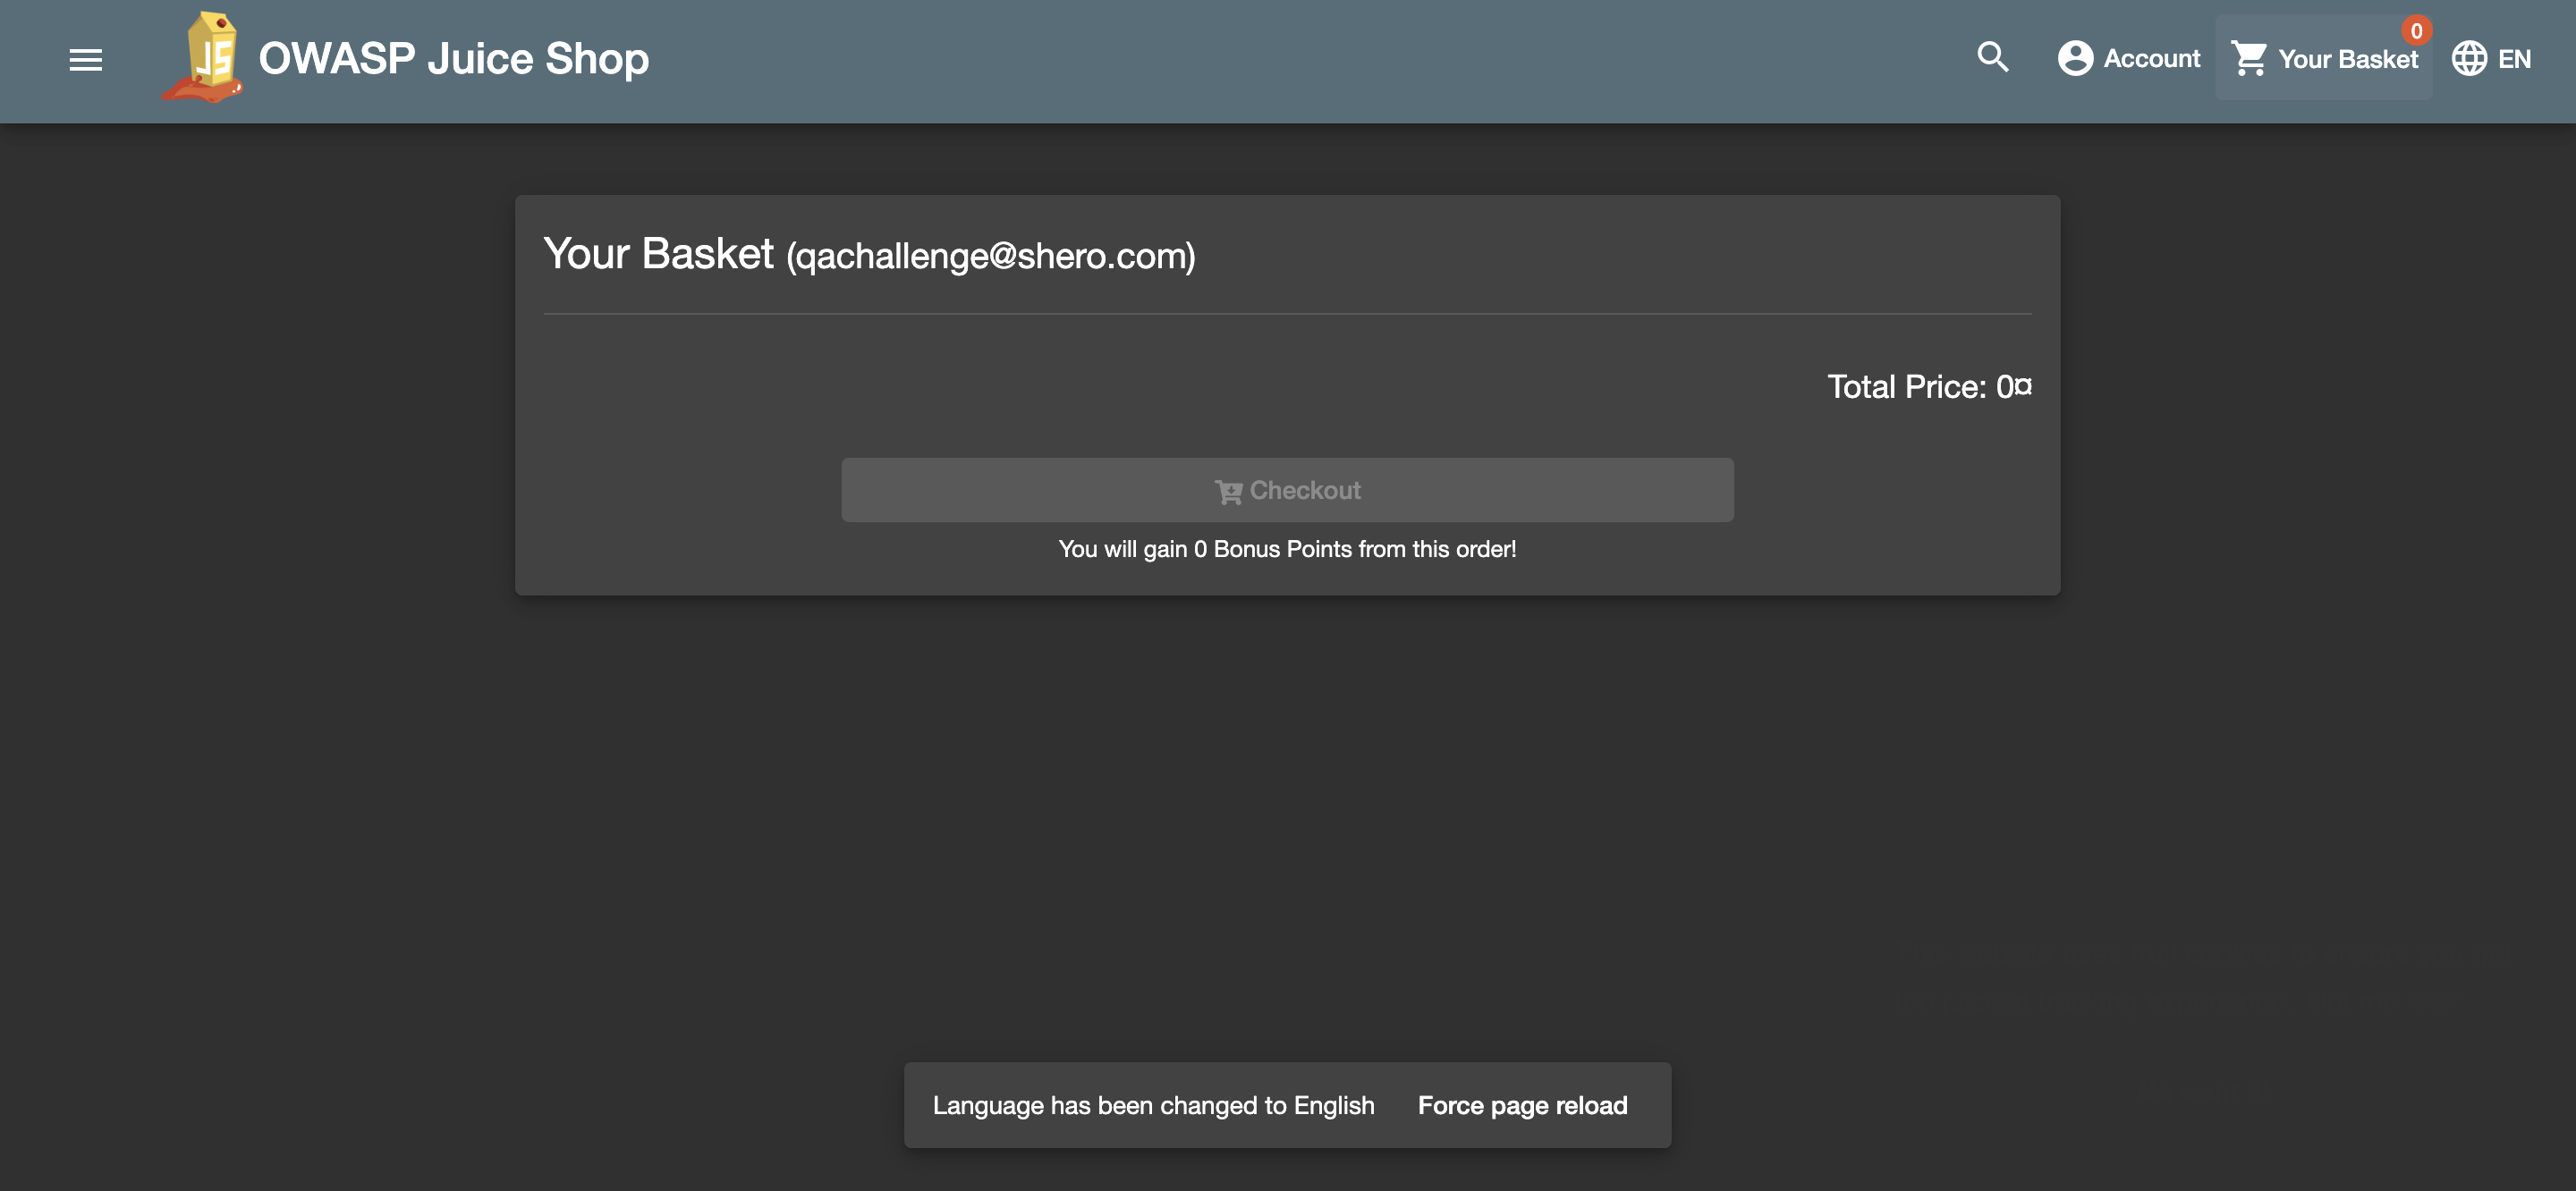 JS OWASP Juice Shop
Account
0
Your Basket
EN
Your Basket (qachallenge@shero.com)
Total Price: 0¤
Checkout
You will gain 0 Bonus Points from this order!
Language has been changed to English
Force page reload